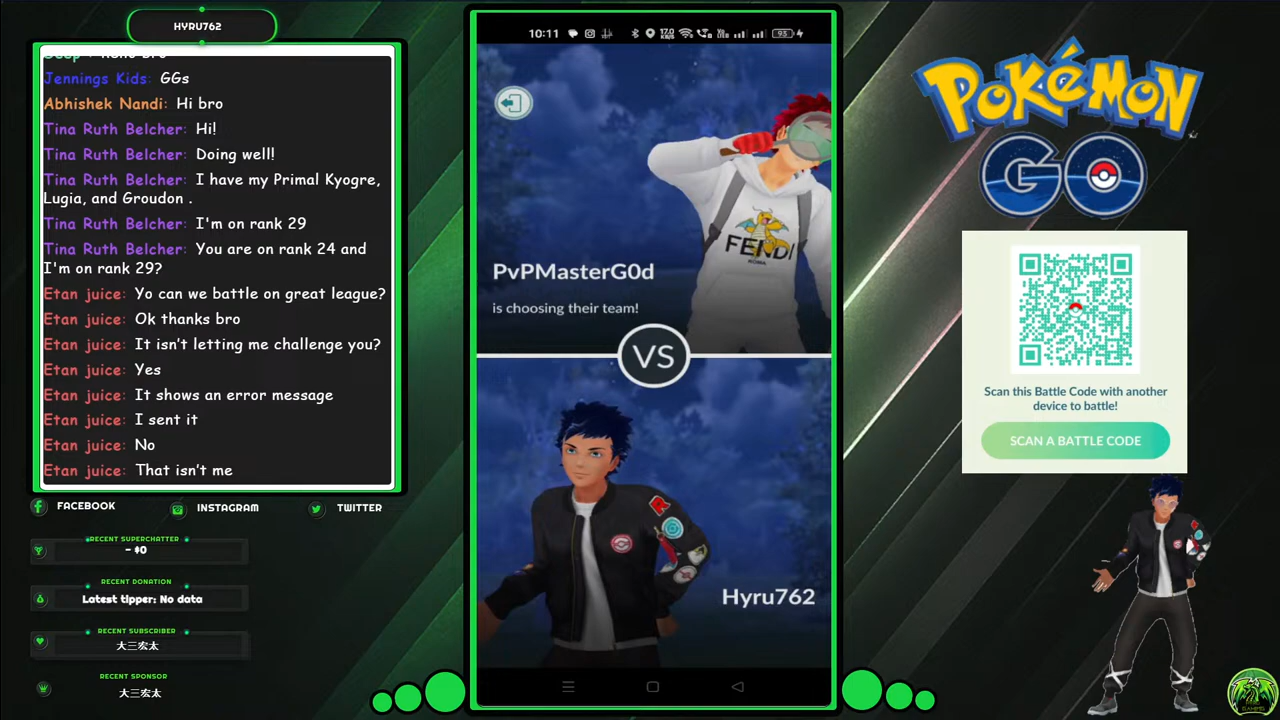 HYRU762
Jennings Kids: GGs
Abhishek Nandi: Hi bro
Tina Ruth Belcher: Hi!
Tina Ruth Belcher: Doing well!
Tina Ruth Belcher: I have my Primal Kyogre,
Lugia, and Groudon .
Tina Ruth Belcher: I'm on rank 29
Tina Ruth Belcher: You are on rank 24 and
I'm on rank 29?
Etan juice: Yo can we battle on great league?
Etan juice: Ok thanks bro
Etan juice: It isn't letting me challenge you?
Etan juice: Yes
Etan juice: It shows an error message
Etan juice: I sent it
Etan juice: No
Etan juice: That isn't me
FACEBOOK
INSTAGRAM
TWITTER
RECENT SUPERCHATTER
- $0
RECENT DONATION
Latest tipper: No data
RECENT SUBSCRIBER
大三宏太
RECENT SPONSOR
大三宏太
10:11
17.0
KB/S
93
FENDI
ROMA
PvPMasterG0d
is choosing their team!
VS
Hyru762
POKÉMON
GO
Scan this Battle Code with another
device to battle!
SCAN A BATTLE CODE